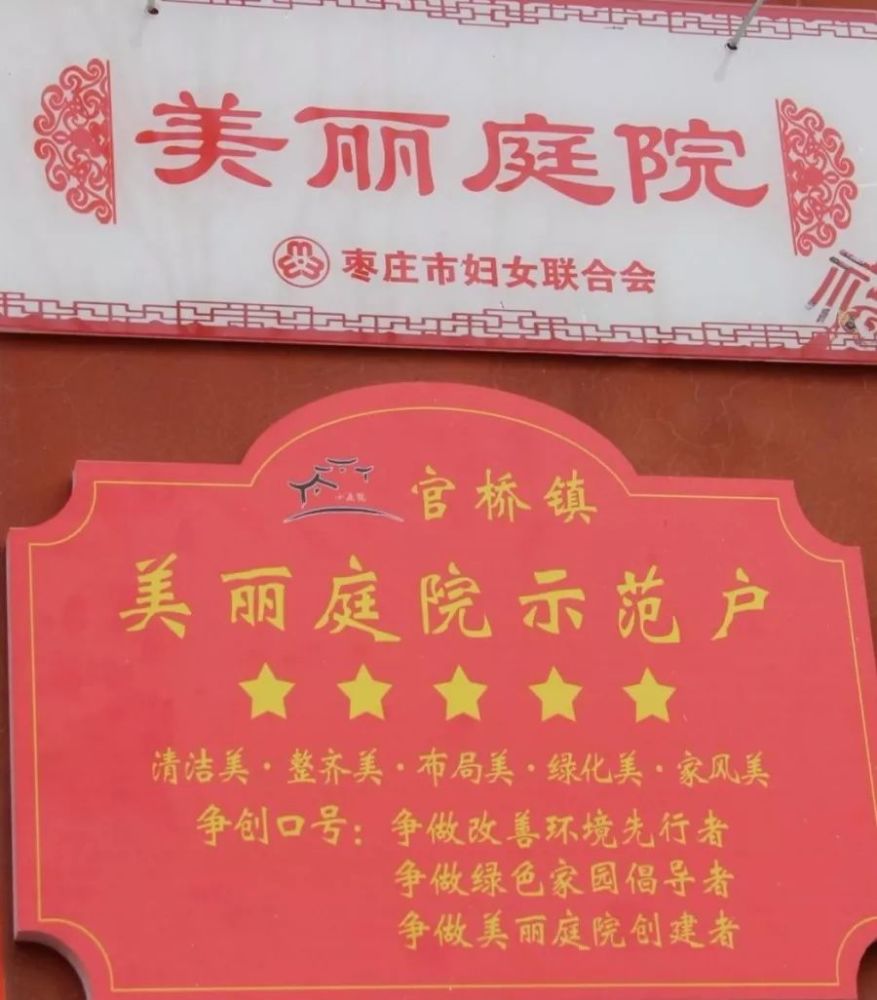 美丽庭院
枣庄市妇女联合会
官桥镇
美丽庭院示范户
清洁美·整齐美·布局美·绿化美·家风美
争创口号：争做改善环境先行者
争做绿色家园倡导者
争做美丽庭院创建者